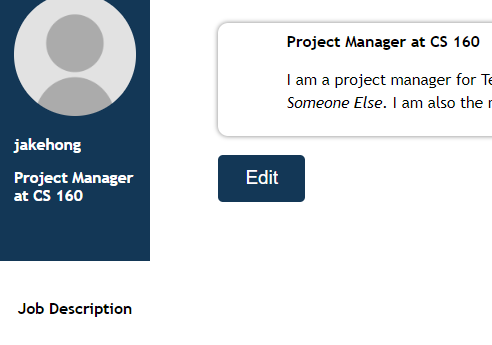 jakehong
Project Manager
at CS 160
Job Description
Project Manager at CS 160
I am a project manager for
Someone Else. I am also the
Edit